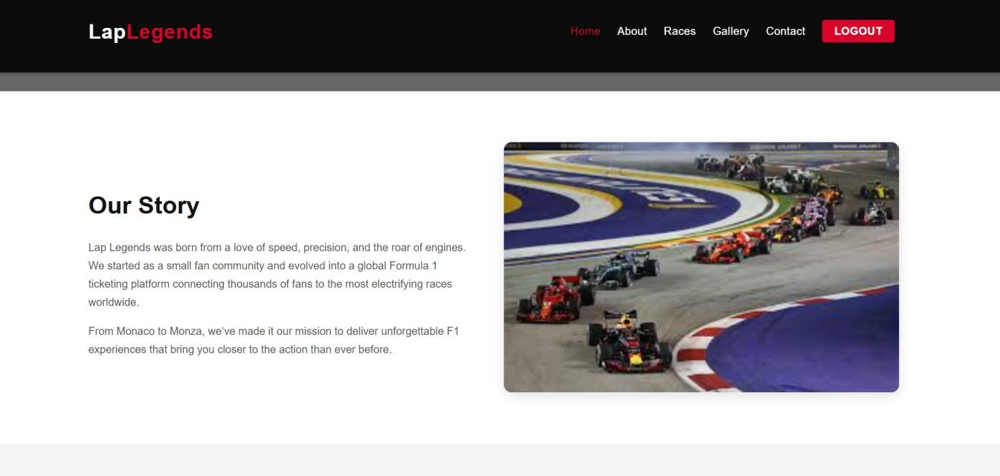 LapLegends
Home About Races Gallery Contact LOGOUT
Our Story
Lap Legends was born from a love of speed, precision, and the roar of engines.
We started as a small fan community and evolved into a global Formula 1
ticketing platform connecting thousands of fans to the most electrifying races
worldwide.
From Monaco to Monza, we've made it our mission to deliver unforgettable F1
experiences that bring you closer to the action than ever before.